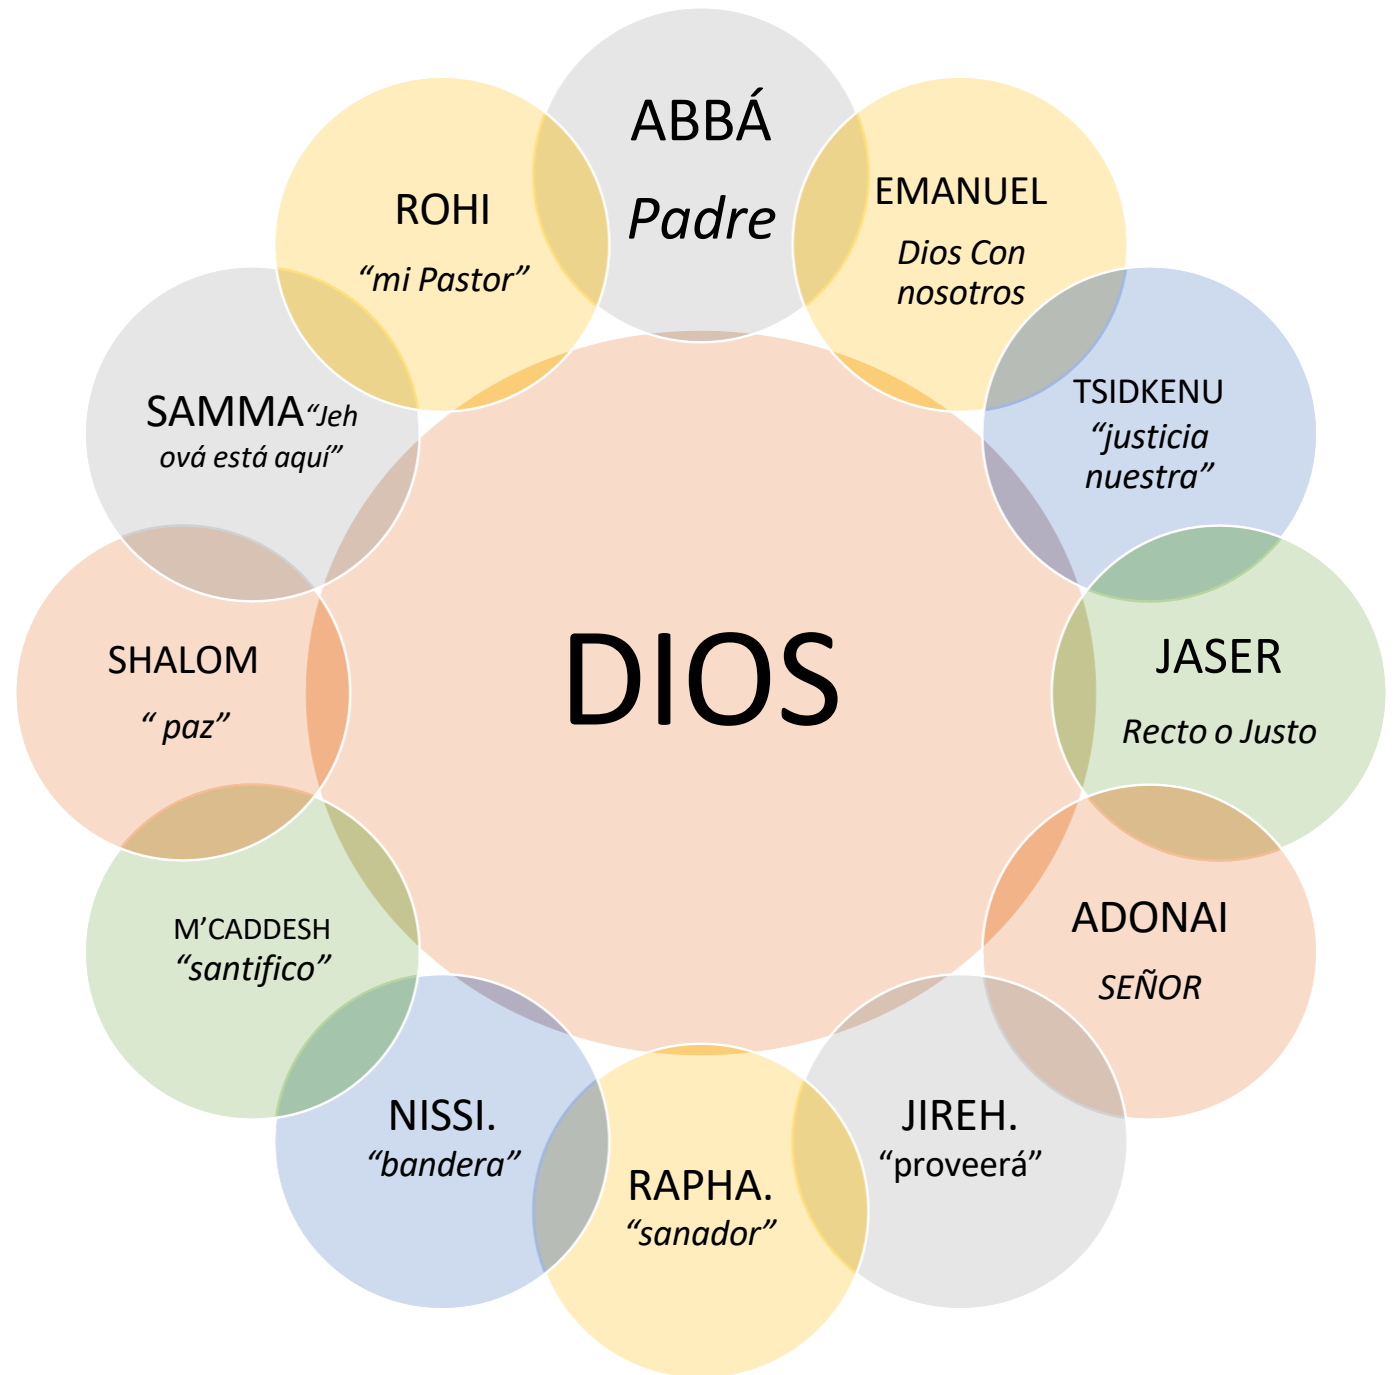 ABBÁ
Padre
EMANUEL
Dios Con
nosotros
TSIDKENU
“justicia
nuestra”
JASER
Recto o Justo
ADONAI
SEÑOR
JIREH.
“proveerá”
RAPHA.
“sanador”
NISSI.
“bandera”
M’CADDESH
“santifico”
SHALOM
“ paz”
SAMMA“Jeh
ová está aquí”
ROHI
“mi Pastor”
DIOS